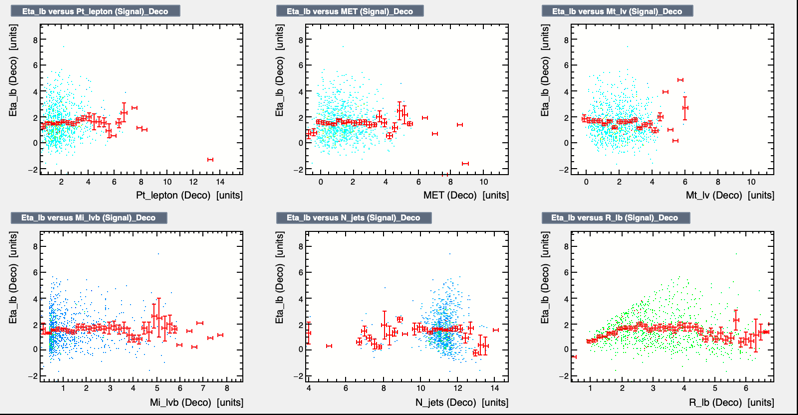 Eta_lb versus Pt_lepton (Signal)_Deco
Eta_lb (Deco) [units]
8
6
4
2
0
−2
2 4 6 8 10 12 14
Pt_lepton (Deco) [units]
Eta_lb versus MET (Signal)_Deco
Eta_lb (Deco) [units]
8
6
4
2
0
−2
0 2 4 6 8 10
MET (Deco) [units]
Eta_lb versus Mt_lv (Signal)_Deco
Eta_lb (Deco) [units]
8
6
4
2
0
−2
0 2 4 6 8 10
Mt_lv (Deco) [units]
Eta_lb versus Mi_lvb (Signal)_Deco
Eta_lb (Deco) [units]
8
6
4
2
0
−2
1 2 3 4 5 6 7 8
Mi_lvb (Deco) [units]
Eta_lb versus N_jets (Signal)_Deco
Eta_lb (Deco) [units]
8
6
4
2
0
−2
4 6 8 10 12 14
N_jets (Deco) [units]
Eta_lb versus R_lb (Signal)_Deco
Eta_lb (Deco) [units]
8
6
4
2
0
−2
1 2 3 4 5 6
R_lb (Deco) [units]